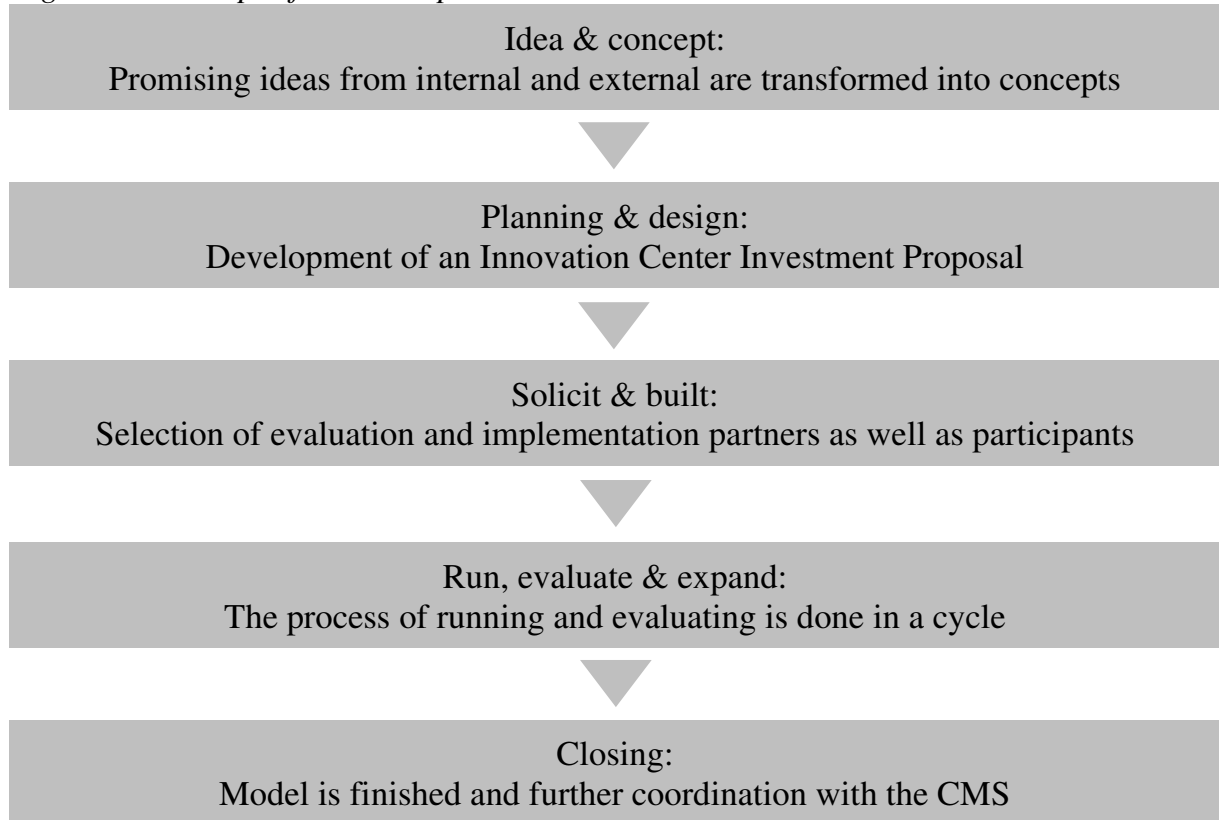 Idea & concept:
Promising ideas from internal and external are transformed into concepts
Planning & design:
Development of an Innovation Center Investment Proposal
Solicit & built:
Selection of evaluation and implementation partners as well as participants
Run, evaluate & expand:
The process of running and evaluating is done in a cycle
Closing:
Model is finished and further coordination with the CMS